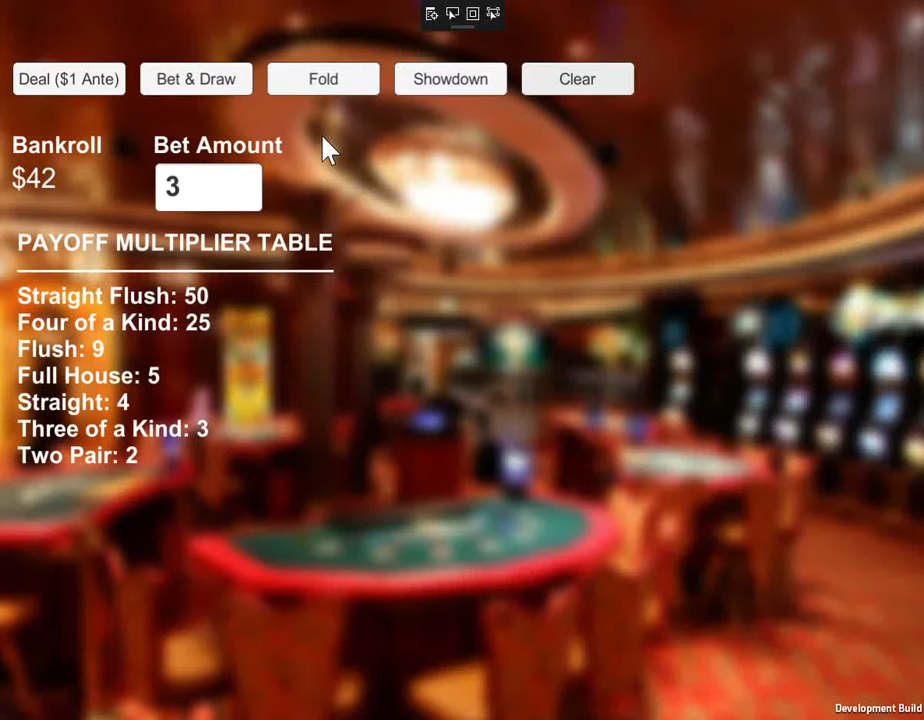 Deal ($1 Ante) Bet & Draw Fold Showdown Clear
Bankroll Bet Amount
$42 3
PAYOFF MULTIPLIER TABLE
Straight Flush: 50
Four of a Kind: 25
Flush: 9
Full House: 5
Straight: 4
Three of a Kind: 3
Two Pair: 2
Development Build